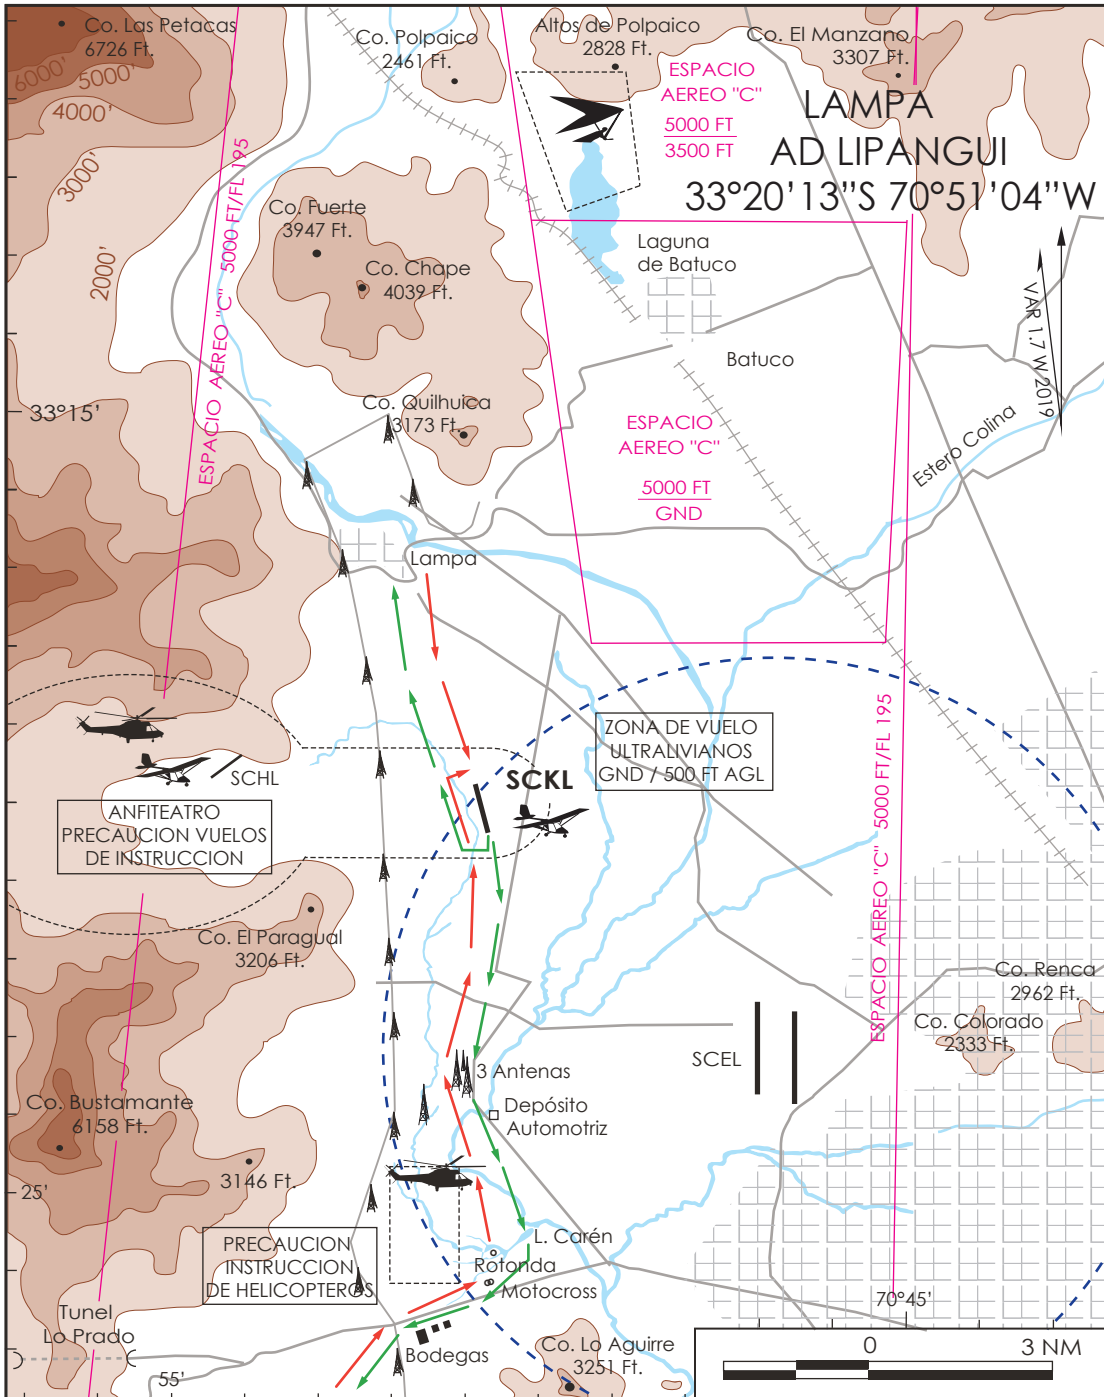 Co. Las Petacas
6726 Ft.
6000'
5000'
4000'
3000'
2000'
Co. Polpaico
2461 Ft.
Altos de Polpaico
2828 Ft.
Co. El Manzano
3307 Ft.
ESPACIO
AEREO "C"
5000 FT
3500 FT
LAMPA
AD LIPANGUI
33°20'13"S 70°51'04"W
ESPACIO AEREO "C" 5000 FT/FL 195
Co. Fuerte
3947 Ft.
Co. Chape
4039 Ft.
Laguna
de Batuco
VAR 1.7 W 2019
Batuco
33°15'
Co. Quilhuica
3173 Ft.
ESPACIO
AEREO "C"
5000 FT
GND
Estero Colina
Lampa
ZONA DE VUELO
ULTRALIVIANOS
GND / 500 FT AGL
SCHL
SCKL
ANFITEATRO
PRECAUCION VUELOS
DE INSTRUCCION
ESPACIO AEREO "C" 5000 FT/FL 195
Co. El Paragual
3206 Ft.
Co. Renca
2962 Ft.
Co. Colorado
2333 Ft.
SCEL
3 Antenas
Depósito
Automotriz
Co. Bustamante
6158 Ft.
3146 Ft.
25'
L. Carén
PRECAUCION
INSTRUCCION
DE HELICOPTEROS
Rotonda
Motocross
70°45'
Tunel
Lo Prado
Bodegas
Co. Lo Aguirre
3251 Ft.
55'
0 3 NM